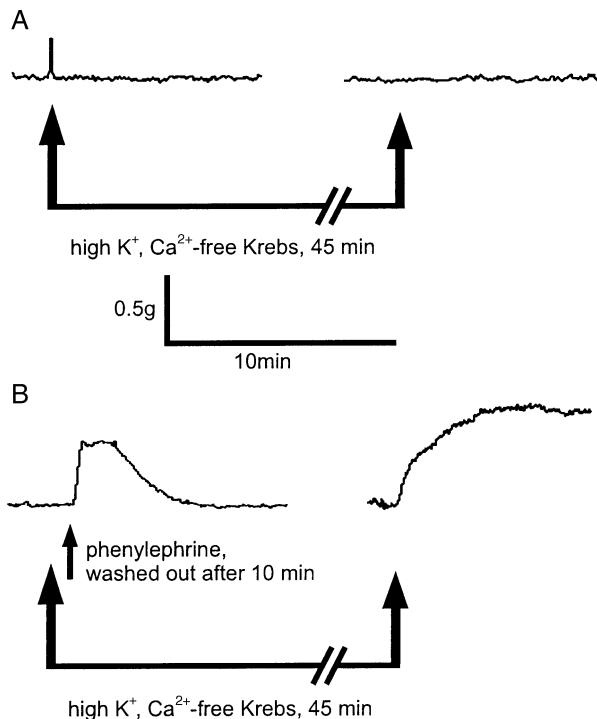 A
high K⁺, Ca²⁺-free Krebs, 45 min
0.5g
10min
B
phenylephrine,
washed out after 10 min
high K⁺, Ca²⁺-free Krebs, 45 min